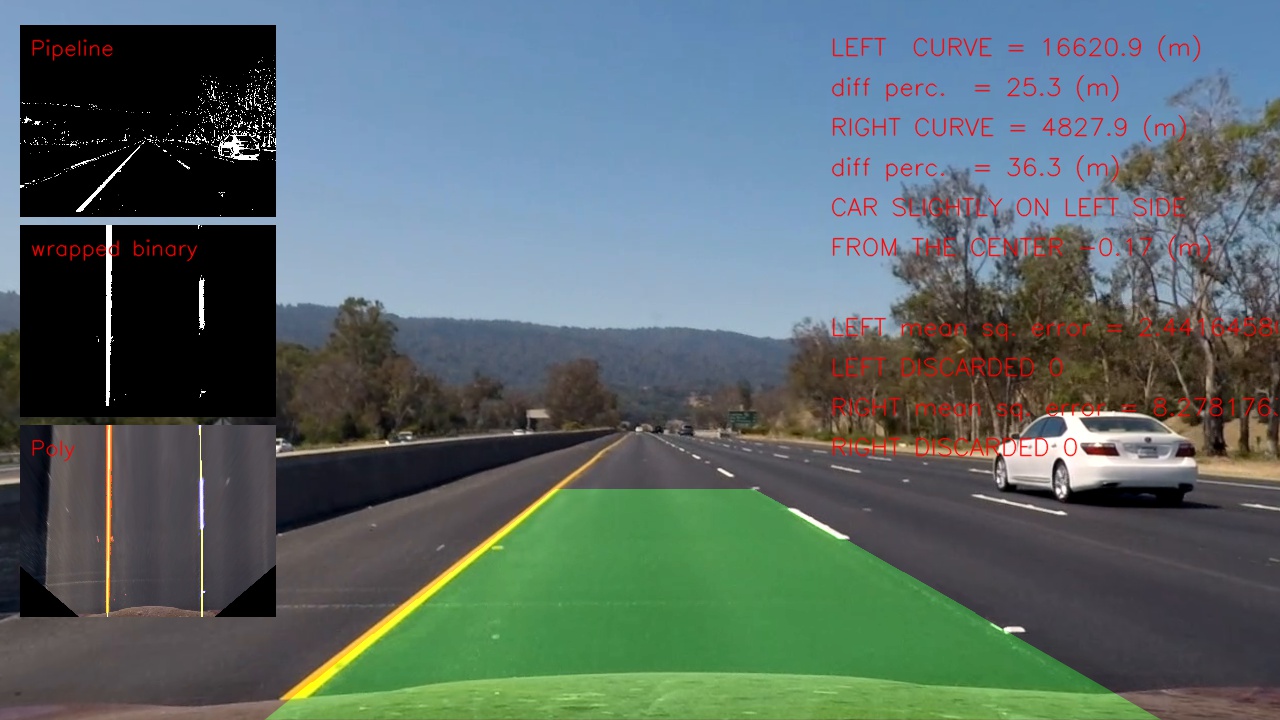 Pipeline
wrapped binary
Poly
LEFT CURVE = 16620.9 (m)
diff perc. = 25.3 (m)
RIGHT CURVE = 4827.9 (m)
diff perc. = 36.3 (m)
CAR SLIGHTLY ON LEFT SIDE
FROM THE CENTER -0.17 (m)
LEFT mean sq. error = 2.4416458
LEFT DISCARDED 0
RIGHT mean sq. error = 8.278176
RIGHT DISCARDED 0